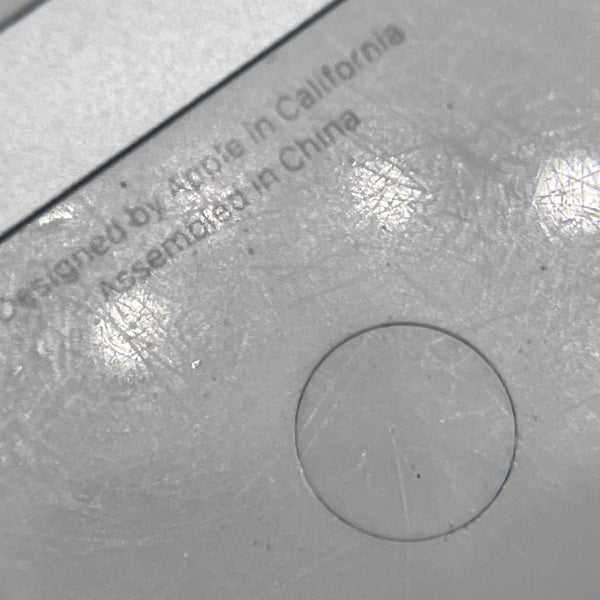 Designed by Apple in California
Assembled in China